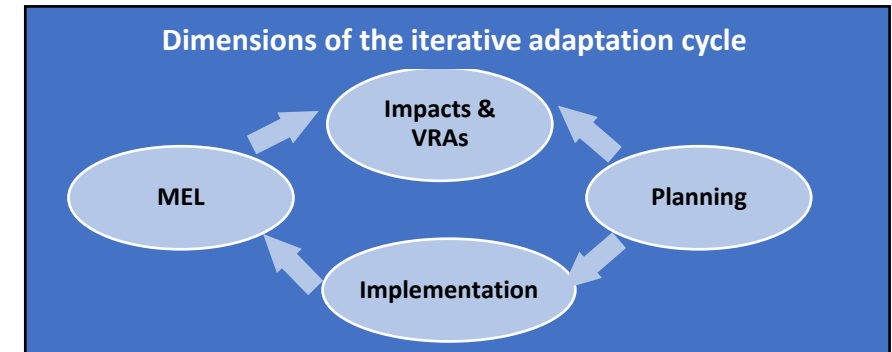 Dimensions of the iterative adaptation cycle
Impacts &
VRAs
MEL
Planning
Implementation